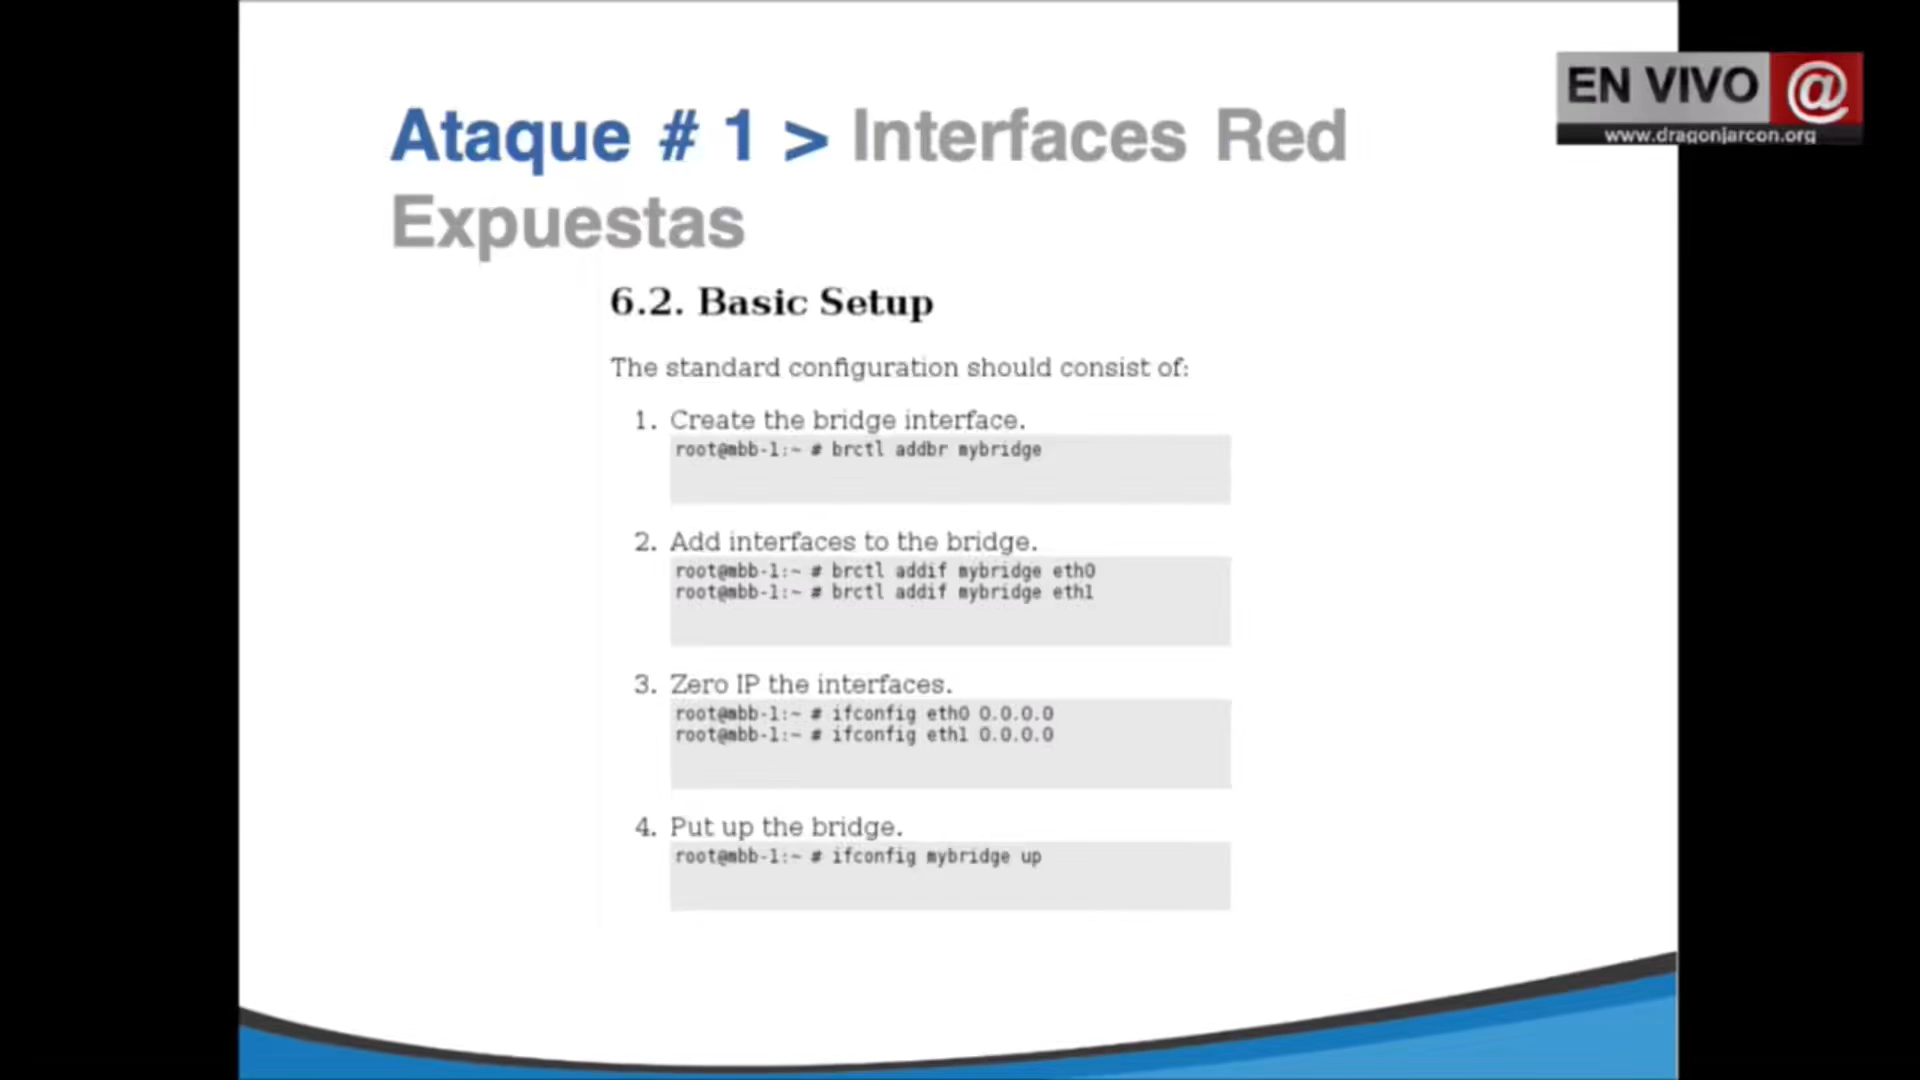 EN VIVO @
www.dragonjarcon.org
Ataque # 1 > Interfaces Red
Expuestas
6.2. Basic Setup
The standard configuration should consist of:
1. Create the bridge interface.
root@mbb-1:~ # brctl addbr mybridge
2. Add interfaces to the bridge.
root@mbb-1:~ # brctl addif mybridge eth0
root@mbb-1:~ # brctl addif mybridge eth1
3. Zero IP the interfaces.
root@mbb-1:~ # ifconfig eth0 0.0.0.0
root@mbb-1:~ # ifconfig eth1 0.0.0.0
4. Put up the bridge.
root@mbb-1:~ # ifconfig mybridge up